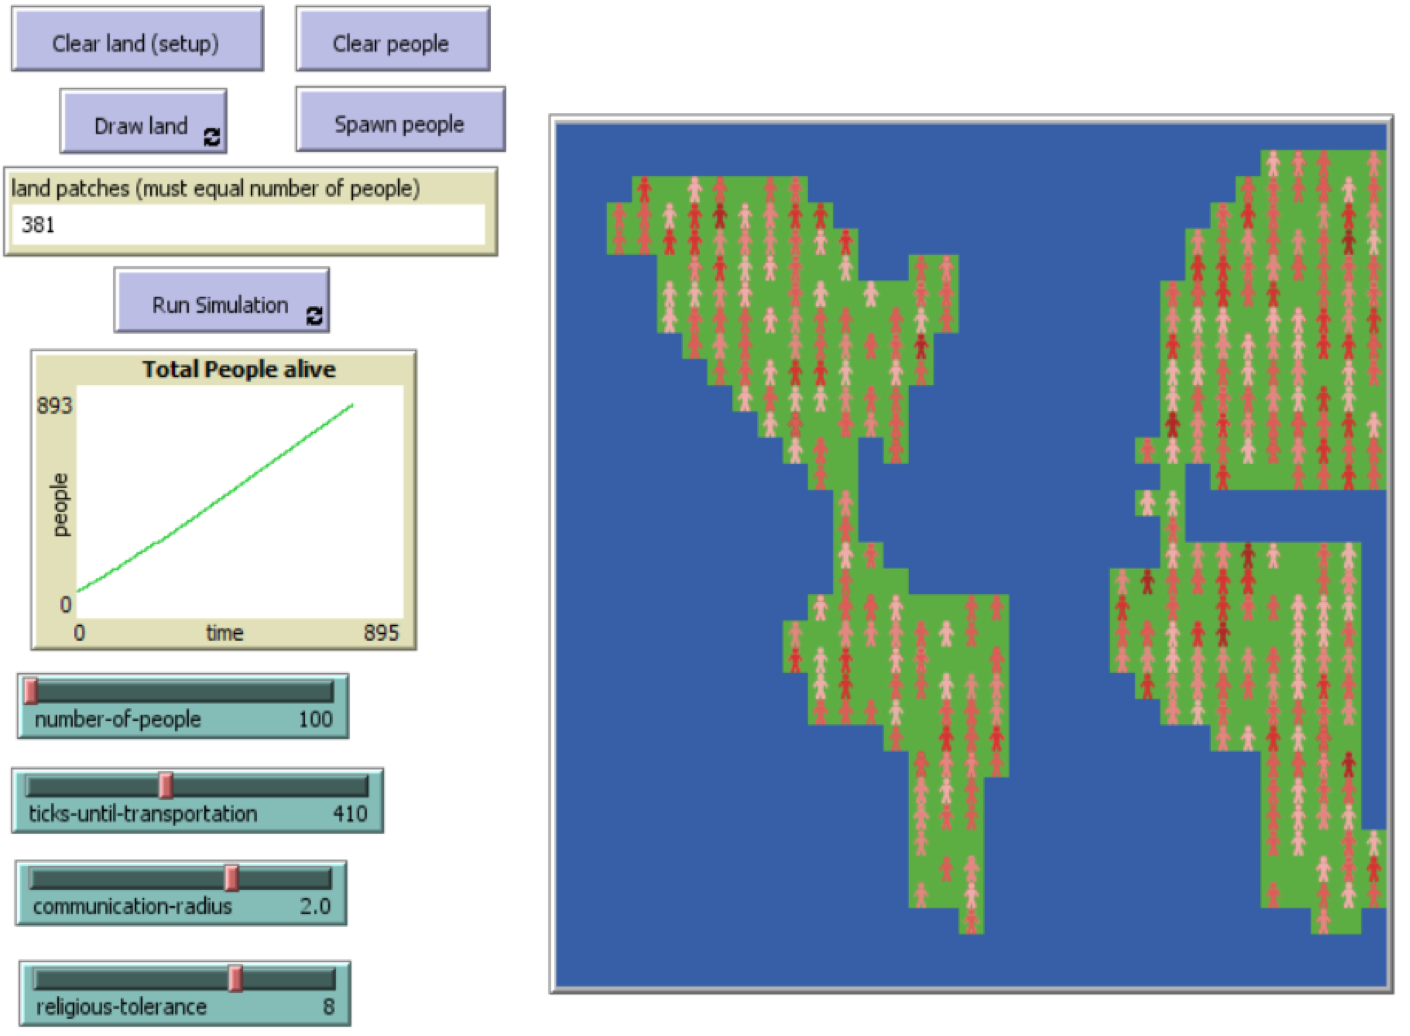 Clear land (setup)
Clear people
Draw land
Spawn people
land patches (must equal number of people)
381
Run Simulation
Total People alive
893
people
0
0 time 895
number-of-people 100
ticks-until-transportation 410
communication-radius 2.0
religious-tolerance 8